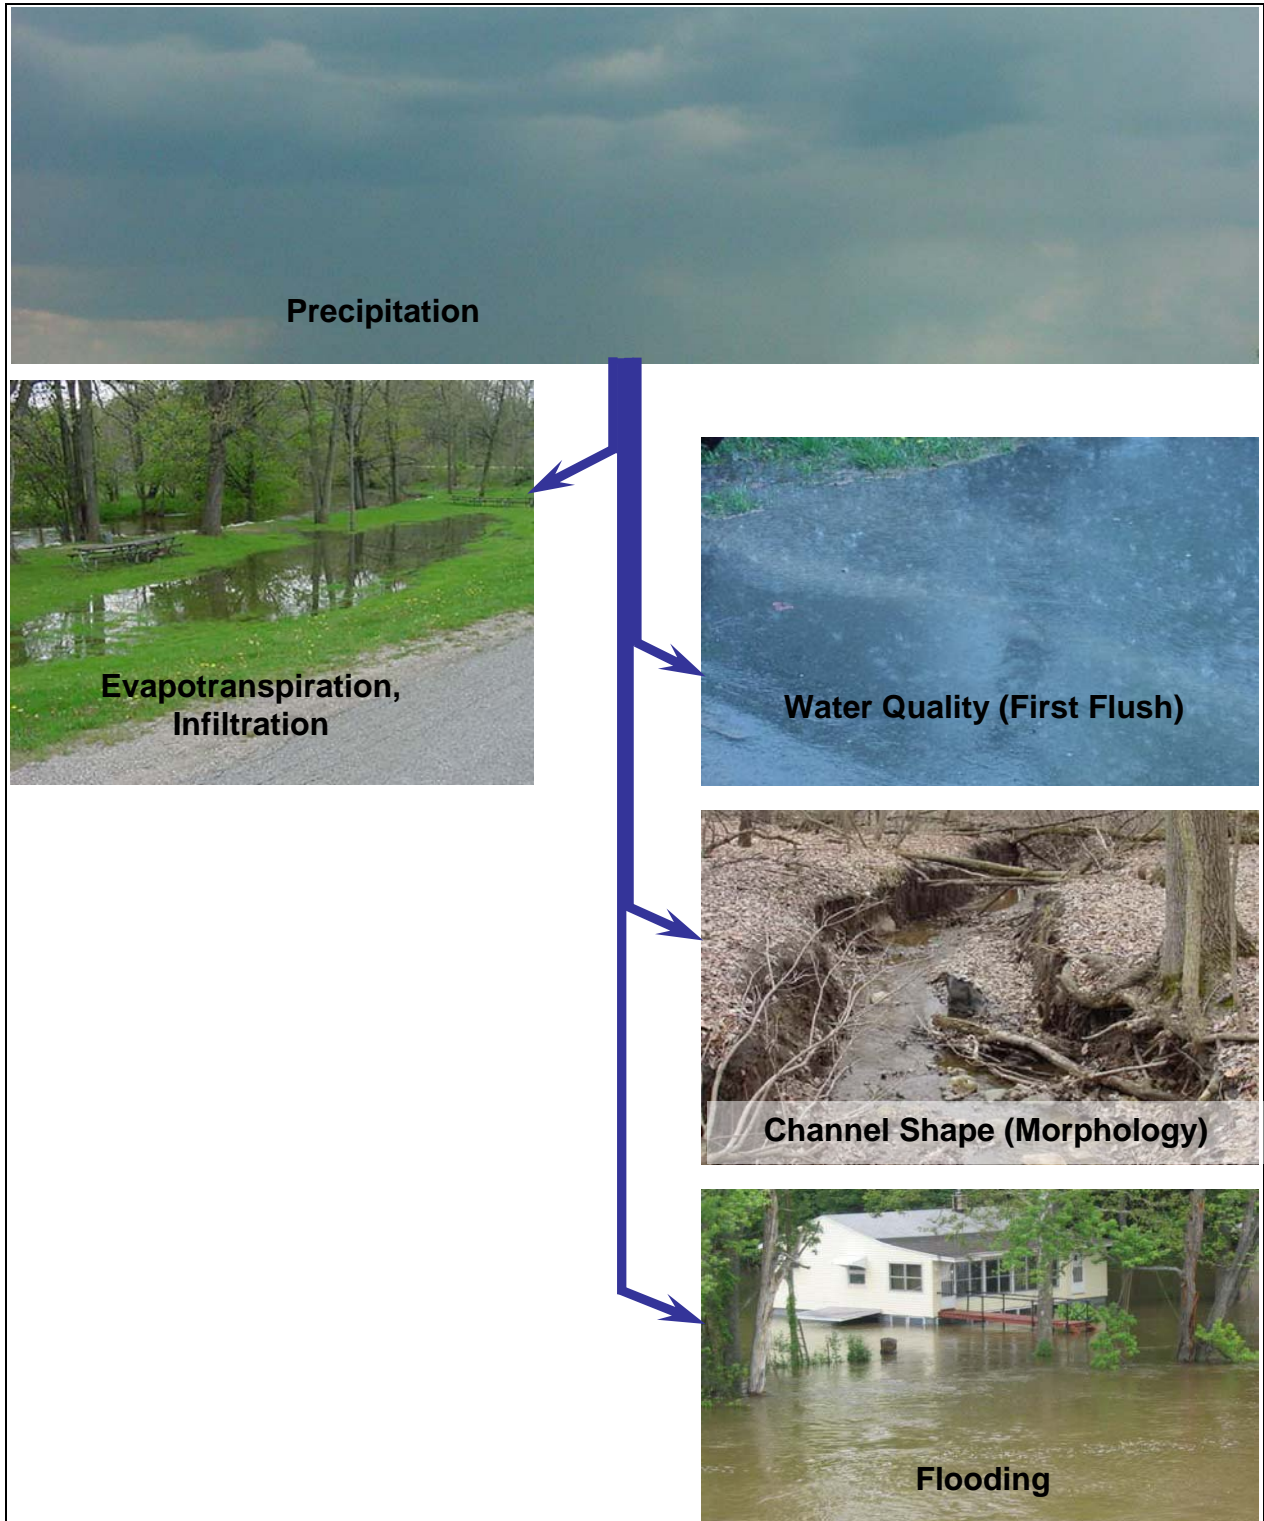 Precipitation
Evapotranspiration,
Infiltration
Water Quality (First Flush)
Channel Shape (Morphology)
Flooding